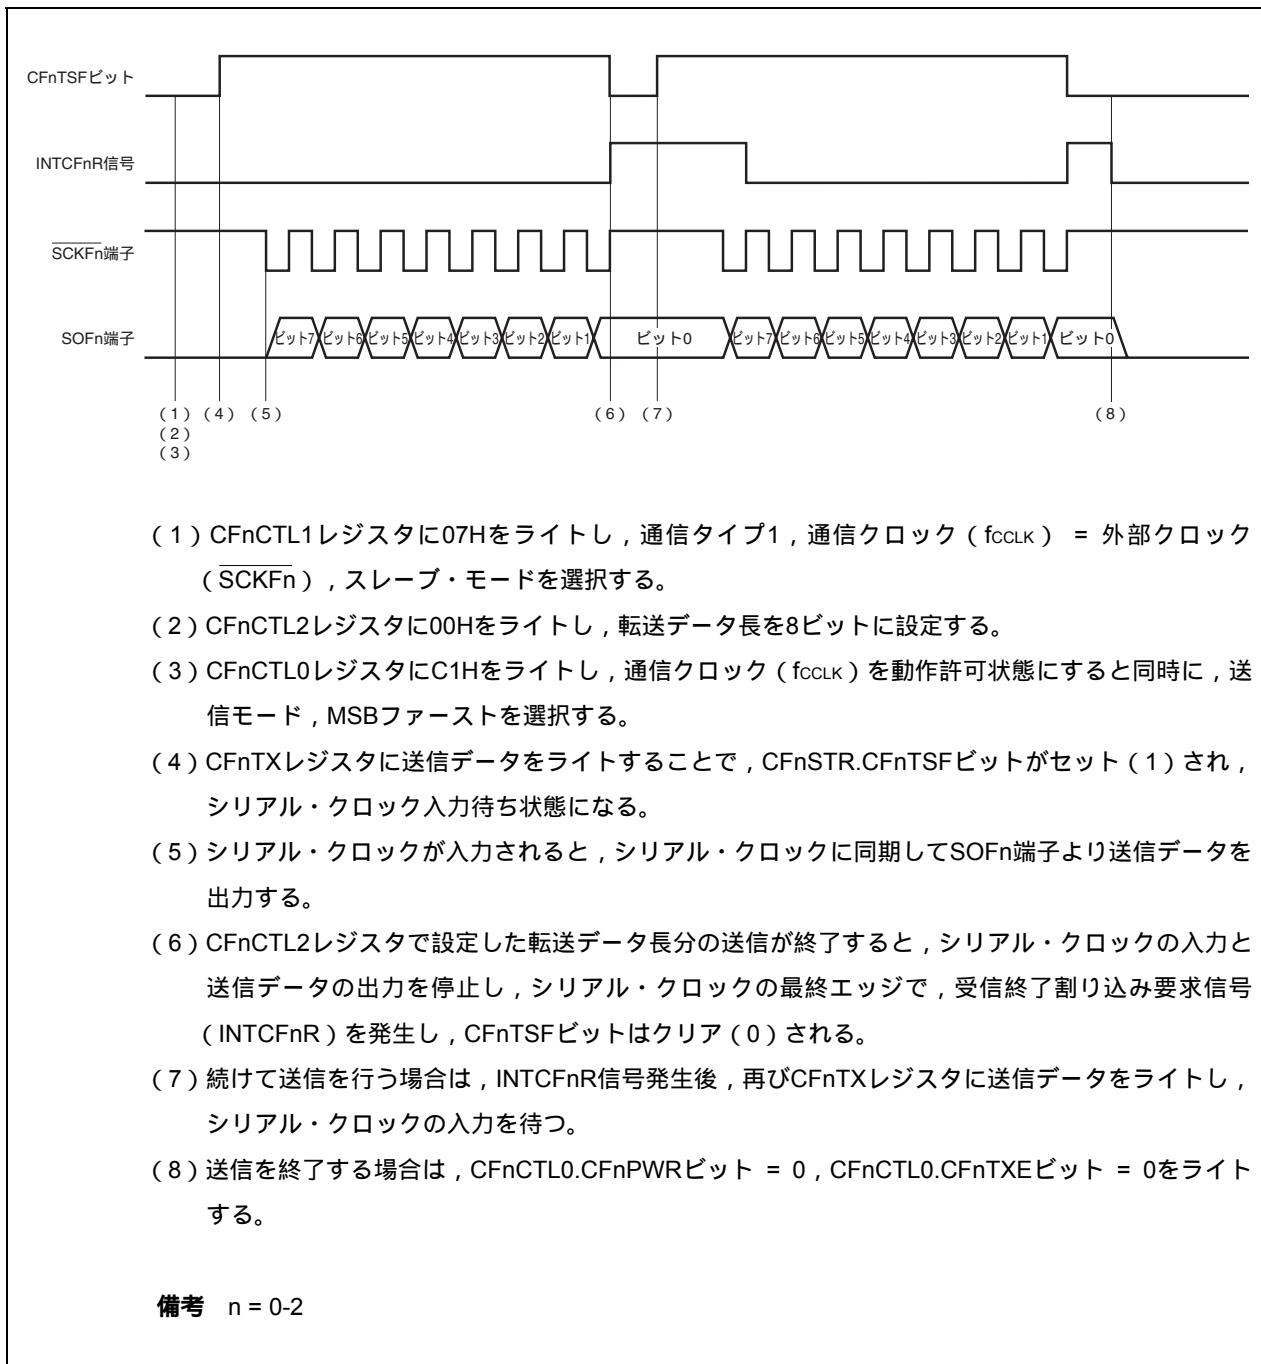 CFnTSFビット
INTCFnR信号
SCKFn端子
SOFn端子
ビット7 ビット6 ビット5 ビット4 ビット3 ビット2 ビット1 ビット0 ビット7 ビット6 ビット5 ビット4 ビット3 ビット2 ビット1 ビット0
（1）（4）（5）（6）（7）（8）
（2）
（3）
（1）CFnCTL1レジスタに07Hをライトし，通信タイプ1，通信クロック（fCCLK） = 外部クロック
（SCKFn），スレーブ・モードを選択する。
（2）CFnCTL2レジスタに00Hをライトし，転送データ長を8ビットに設定する。
（3）CFnCTL0レジスタにC1Hをライトし，通信クロック（fCCLK）を動作許可状態にすると同時に，送
信モード，MSBファーストを選択する。
（4）CFnTXレジスタに送信データをライトすることで，CFnSTR.CFnTSFビットがセット（1）され，
シリアル・クロック入力待ち状態になる。
（5）シリアル・クロックが入力されると，シリアル・クロックに同期してSOFn端子より送信データを
出力する。
（6）CFnCTL2レジスタで設定した転送データ長分の送信が終了すると，シリアル・クロックの入力と
送信データの出力を停止し，シリアル・クロックの最終エッジで，受信終了割り込み要求信号
（INTCFnR）を発生し，CFnTSFビットはクリア（0）される。
（7）続けて送信を行う場合は，INTCFnR信号発生後，再びCFnTXレジスタに送信データをライトし，
シリアル・クロックの入力を待つ。
（8）送信を終了する場合は，CFnCTL0.CFnPWRビット = 0，CFnCTL0.CFnTXEビット = 0をライト
する。
備考 n = 0-2